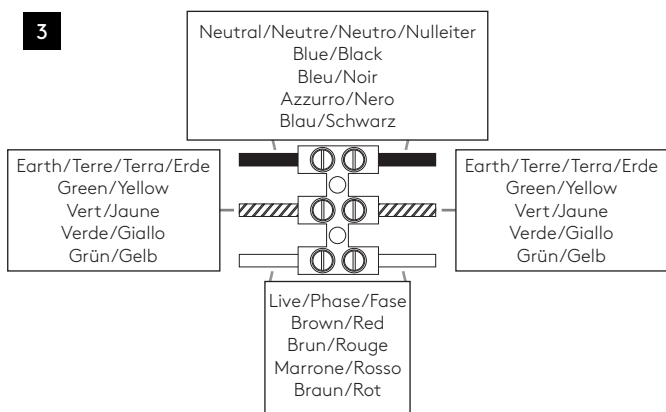 3
Neutral/Neutre/Neutro/Nulleiter
Blue/Black
Bleu/Noir
Azzurro/Nero
Blau/Schwarz
Earth/Terre/Terra/Erde
Green/Yellow
Vert/Jaune
Verde/Giallo
Grün/Gelb
Earth/Terre/Terra/Erde
Green/Yellow
Vert/Jaune
Verde/Giallo
Grün/Gelb
Live/Phase/Fase
Brown/Red
Brun/Rouge
Marrone/Rosso
Braun/Rot